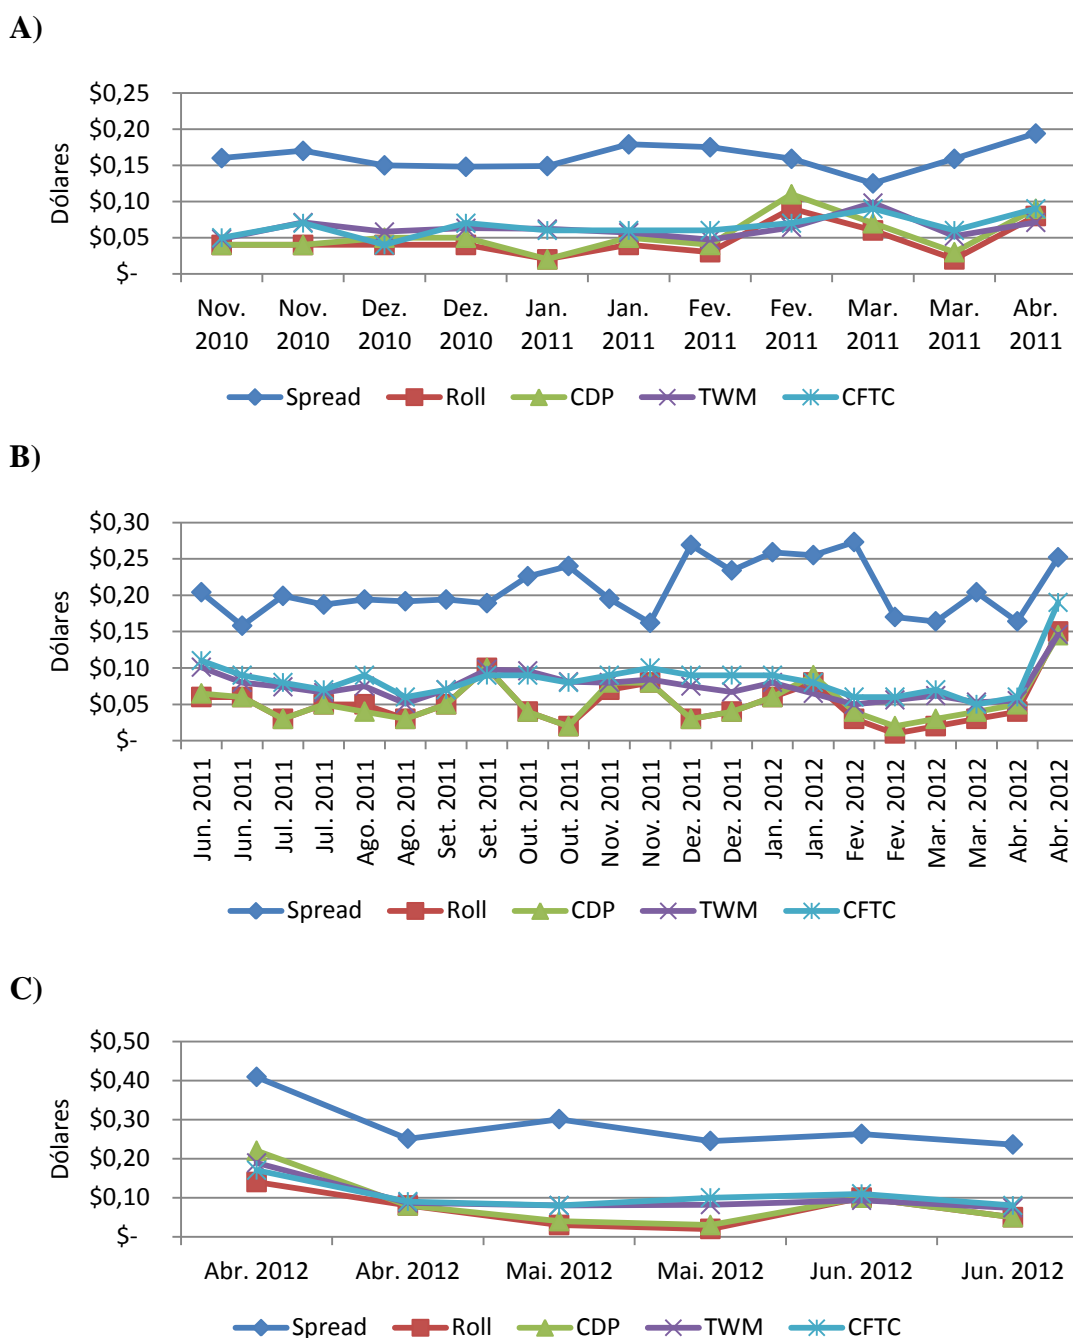 A)
Dólares
$0,25
$0,20
$0,15
$0,10
$0,05
$-
Nov. 2010
Nov. 2010
Dez. 2010
Dez. 2010
Jan. 2011
Jan. 2011
Fev. 2011
Fev. 2011
Mar. 2011
Mar. 2011
Abr. 2011
Spread Roll CDP TWM CFTC
B)
Dólares
$0,30
$0,25
$0,20
$0,15
$0,10
$0,05
$-
Jun. 2011
Jun. 2011
Jul. 2011
Jul. 2011
Ago. 2011
Ago. 2011
Set. 2011
Set. 2011
Out. 2011
Out. 2011
Nov. 2011
Nov. 2011
Dez. 2011
Dez. 2011
Jan. 2012
Jan. 2012
Fev. 2012
Fev. 2012
Mar. 2012
Mar. 2012
Abr. 2012
Abr. 2012
Spread Roll CDP TWM CFTC
C)
Dólares
$0,50
$0,40
$0,30
$0,20
$0,10
$-
Abr. 2012 Abr. 2012 Mai. 2012 Mai. 2012 Jun. 2012 Jun. 2012
Spread Roll CDP TWM CFTC